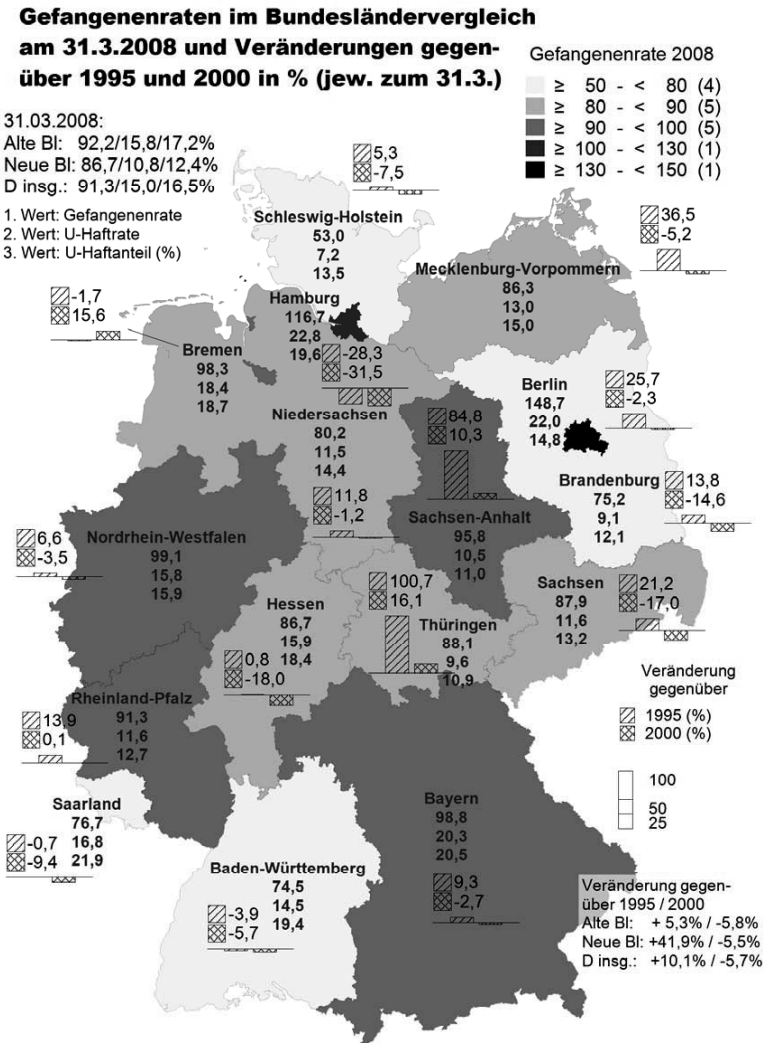 Gefangenenraten im Bundesländervergleich
am 31.3.2008 und Veränderungen gegen-
über 1995 und 2000 in % (jew. zum 31.3.)
Gefangenenrate 2008
≥ 50 - < 80 (4)
≥ 80 - < 90 (5)
≥ 90 - < 100 (5)
≥ 100 - < 130 (1)
≥ 130 - < 150 (1)
31.03.2008:
Alte Bl: 92,2/15,8/17,2%
Neue Bl: 86,7/10,8/12,4%
D insg.: 91,3/15,0/16,5%
1. Wert: Gefangenenrate
2. Wert: U-Haftrate
3. Wert: U-Haftanteil (%)
5,3
-7,5
Schleswig-Holstein
53,0
7,2
13,5
36,5
-5,2
Mecklenburg-Vorpommern
86,3
13,0
15,0
Hamburg
116,7
22,8
19,6
-28,3
-31,5
-1,7
15,6
Bremen
98,3
18,4
18,7
Niedersachsen
80,2
11,5
14,4
11,8
-1,2
Berlin
148,7
22,0
14,8
25,7
-2,3
84,8
10,3
Sachsen-Anhalt
95,8
10,5
11,0
Brandenburg
75,2
9,1
12,1
13,8
-14,6
6,6
-3,5
Nordrhein-Westfalen
99,1
15,8
15,9
Hessen
86,7
15,9
18,4
0,8
-18,0
100,7
16,1
Thüringen
88,1
9,6
10,9
Sachsen
87,9
11,6
13,2
21,2
-17,0
Rheinland-Pfalz
91,3
11,6
12,7
13,9
0,1
Veränderung
gegenüber
1995 (%)
2000 (%)
100
50
25
Saarland
76,7
16,8
21,9
-0,7
-9,4
Baden-Württemberg
74,5
14,5
19,4
-3,9
-5,7
Bayern
98,8
20,3
20,5
9,3
-2,7
Veränderung gegen-
über 1995 / 2000
Alte Bl: + 5,3% / -5,8%
Neue Bl: +41,9% / -5,5%
D insg.: +10,1% / -5,7%